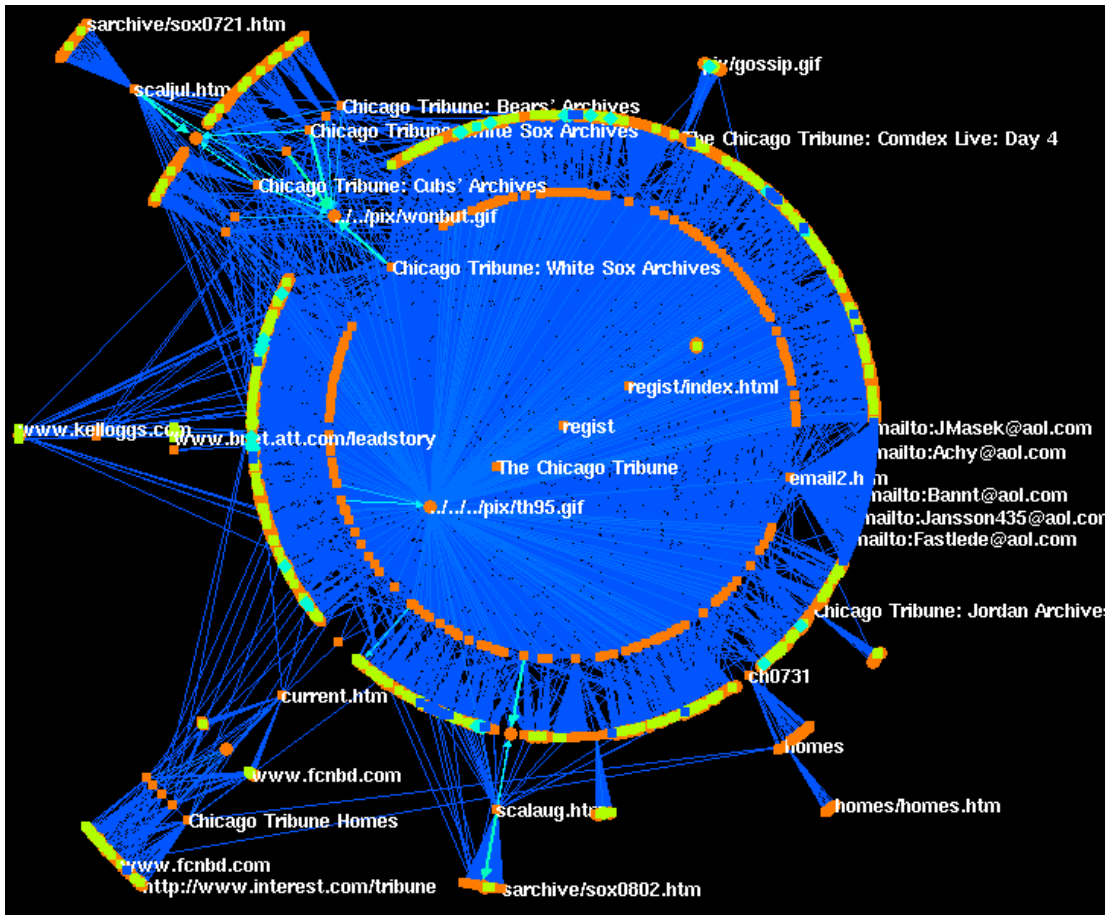 sarchive/sox0721.htm
pix/gossip.gif
scaljul.htm
Chicago Tribune: Bears' Archives
Chicago Tribune: White Sox Archives
The Chicago Tribune: Comdex Live: Day 4
Chicago Tribune: Cubs' Archives
../../pix/wonbut.gif
Chicago Tribune: White Sox Archives
regist/index.html
www.kelloggs.com
regist
mailto:JMasek@aol.com
www.bnet.att.com/leadstory
mailto:Achy@aol.com
The Chicago Tribune
email2.htm
mailto:Bannt@aol.com
../../../pix/th95.gif
mailto:Jansson435@aol.com
mailto:Fastlede@aol.com
Chicago Tribune: Jordan Archives
ch0731
current.htm
homes
www.fcnbd.com
homes/homes.htm
scalaug.htm
Chicago Tribune Homes
www.fcnbd.com
http://www.interest.com/tribune
sarchive/sox0802.htm